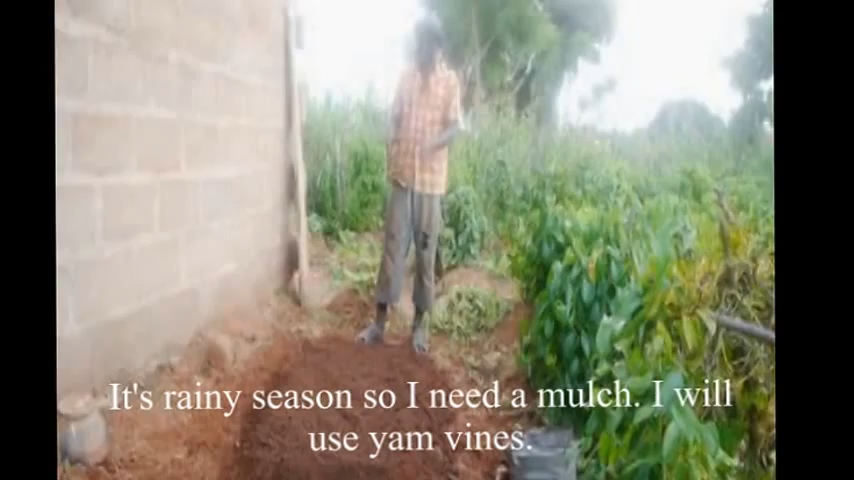 It's rainy season so I need a mulch. I will
use yam vines.